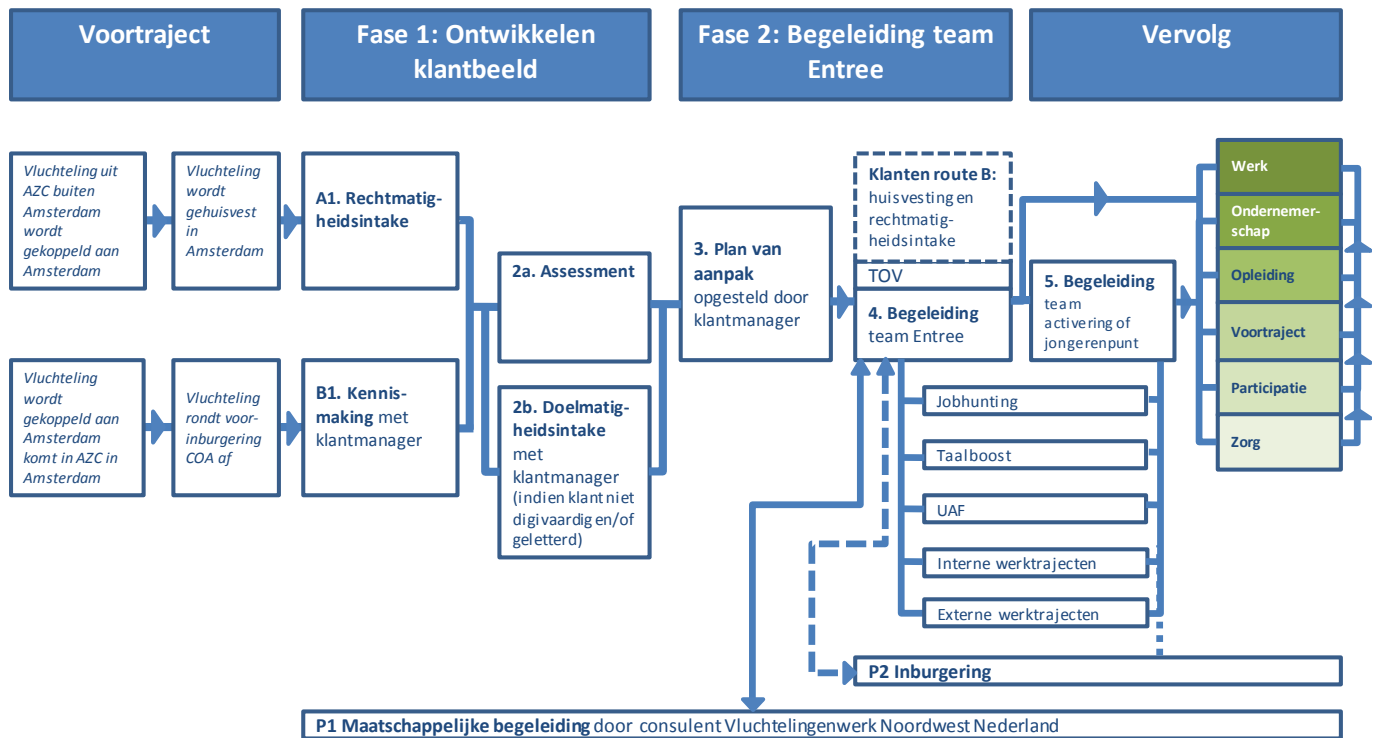 Voortraject
Fase 1: Ontwikkelen
klantbeeld
Fase 2: Begeleiding team
Entree
Vervolg
Vluchteling uit
AZC buiten
Amsterdam
wordt
gekoppeld aan
Amsterdam
Vluchteling
wordt
gehuisvest
in
Amsterdam
A1. Rechtmatig-
heidsintake
Vluchteling
wordt
gekoppeld aan
Amsterdam
komt in AZC in
Amsterdam
Vluchteling
rondt voor-
inburgering
COA af
B1. Kennis-
making met
klantmanager
2a. Assessment
2b. Doelmatig-
heidsintake
met
klantmanager
(indien klant niet
digivaardig en/of
geletterd)
3. Plan van
aanpak
opgesteld door
klantmanager
Klanten route B:
huisvesting en
rechtmatig-
heidsintake
TOV
4. Begeleiding
team Entree
5. Begeleiding
team
activering of
jongerenpunt
Jobhunting
Taalboost
UAF
Interne werktrajecten
Externe werktrajecten
Werk
Ondernemer-
schap
Opleiding
Voortraject
Participatie
Zorg
P2 Inburgering
P1 Maatschappelijke begeleiding door consulent Vluchtelingenwerk Noordwest Nederland